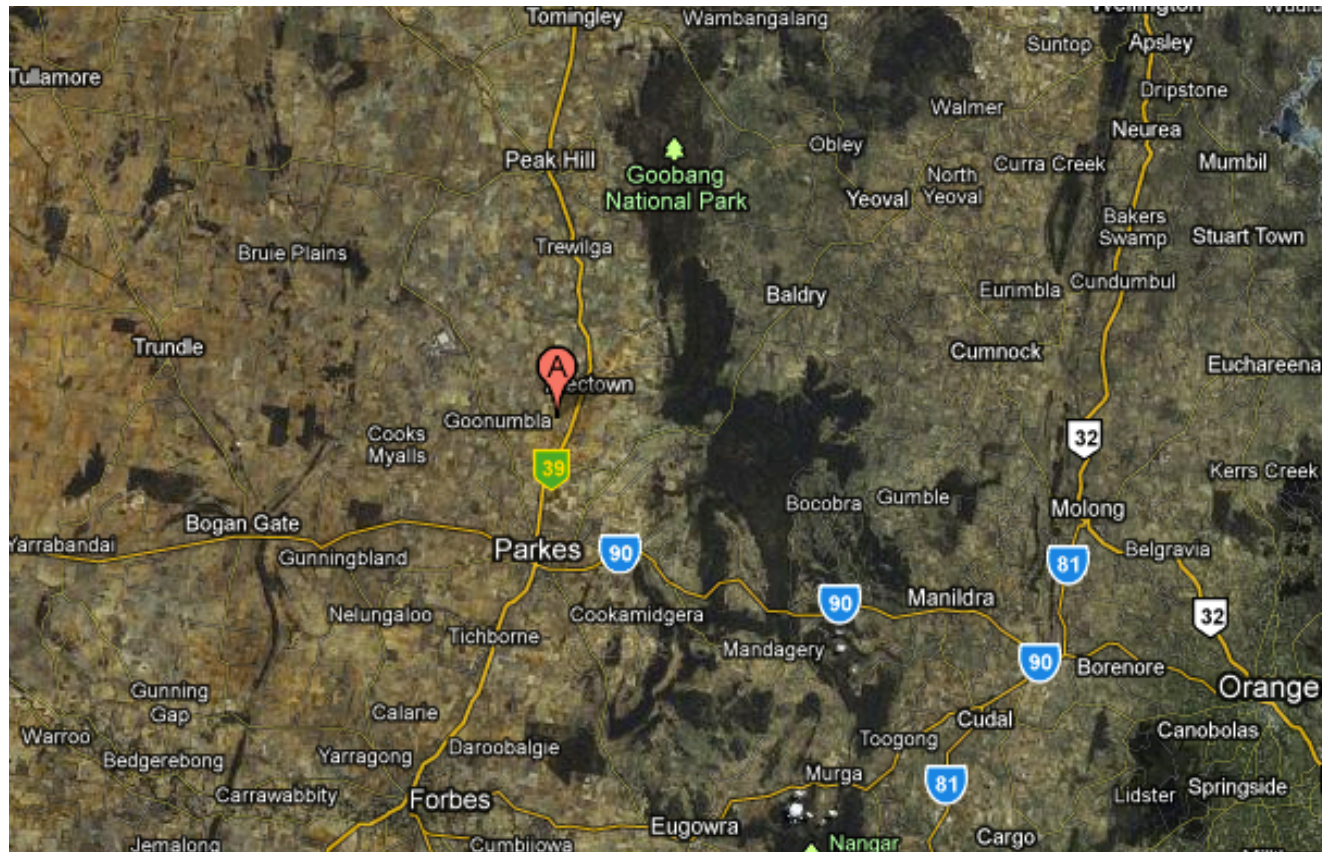 Tomingley
Wambangalang
Suntop
Apsley
Tullamore
Dripstone
Walmer
Neurea
Obley
Peak Hill
Curra Creek
Mumbil
Goobang
National Park
North
Yeoval
Yeoval
Bakers
Swamp
Stuart Town
Trewilga
Bruie Plains
Cundumbul
Eurimbla
Baldry
Trundle
Cumnock
Euchareena
A
Goonumbla
Cooks
Myalls
32
39
Kerrs Creek
Bocobra
Gumble
Molong
Bogan Gate
Yarrabandai
Parkes
90
Belgravia
Gunningbland
81
Manildra
90
Nelungaloo
Cookamidgera
32
Tichborne
Mandagery
90
Borenore
Orange
Gunning
Gap
Calarie
Cudal
Canobolas
Warroo
Toogong
Daroobalgie
Bedgerebong
Yarragong
Murga
81
Springside
Carrawabbity
Lidster
Forbes
Eugowra
Cargo
Jemalong
Nangar